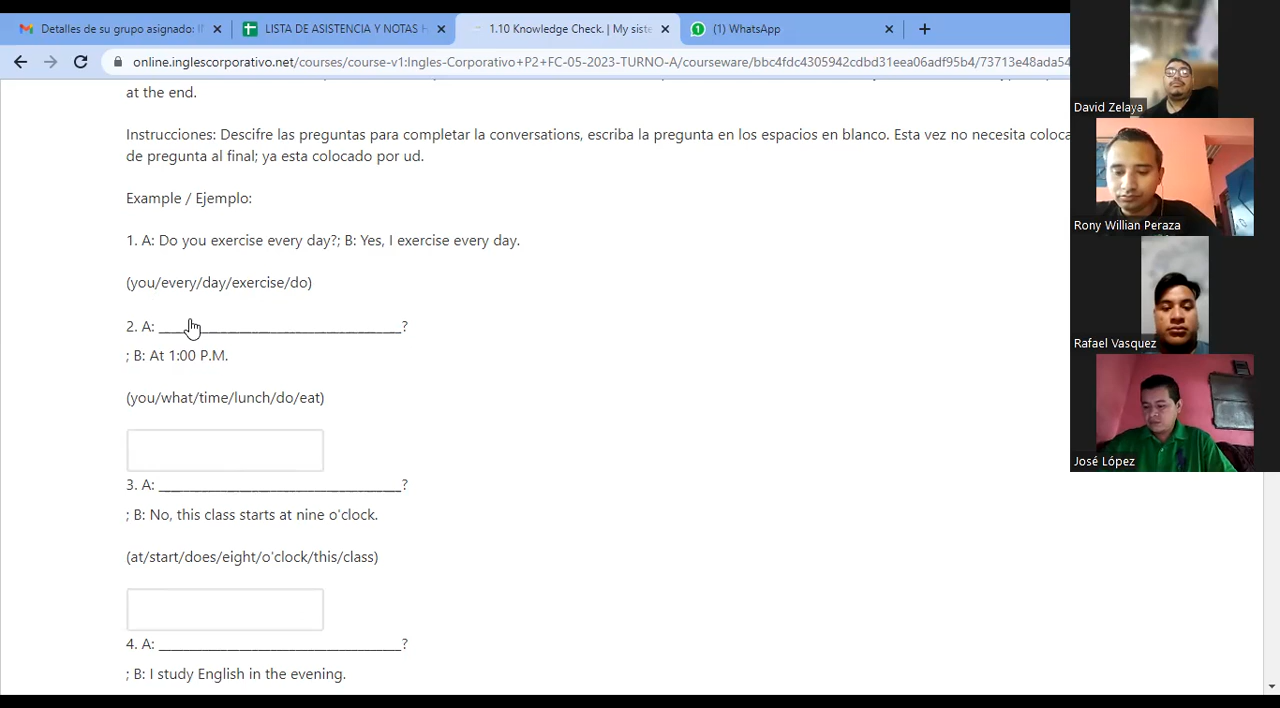 Detalles de su grupo asignado:
LISTA DE ASISTENCIA Y NOTAS
1.10 Knowledge Check. | My siste
(1) WhatsApp
online.inglescorporativo.net/courses/course-v1:Ingles-Corporativo+P2+FC-05-2023-TURNO-A/courseware/bbc4fdc4305942cdbd31eea06adf95b4/73713e48ada54
at the end.
Instrucciones: Descifre las preguntas para completar la conversations, escriba la pregunta en los espacios en blanco. Esta vez no necesita coloca
de pregunta al final; ya esta colocado por ud.
Example / Ejemplo:
1. A: Do you exercise every day?; B: Yes, I exercise every day.
(you/every/day/exercise/do)
2. A: ______________________________?
; B: At 1:00 P.M.
(you/what/time/lunch/do/eat)
3. A: ______________________________?
; B: No, this class starts at nine o'clock.
(at/start/does/eight/o'clock/this/class)
4. A: ______________________________?
; B: I study English in the evening.
David Zelaya
Rony Willian Peraza
Rafael Vasquez
José López